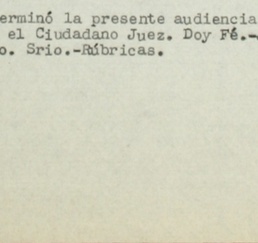 erminó la presente audiencia
el Ciudadano Juez. Doy Fé.-
o. Srio.-Rúbricas.